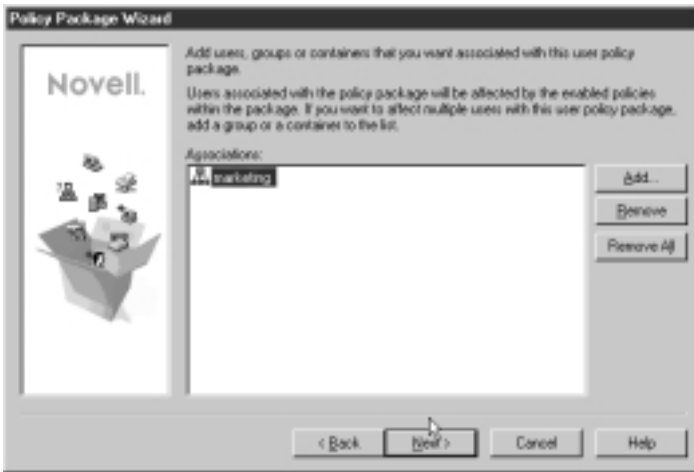 Policy Package Wizard
Novell.
Add users, groups or containers that you want associated with this user policy
package.
Users associated with the policy package will be affected by the enabled policies
within the package. If you want to affect multiple users with this user policy package,
add a group or a container to the list.
Associations:
marketing
Add...
Remove
Remove All
< Back
Next >
Cancel
Help